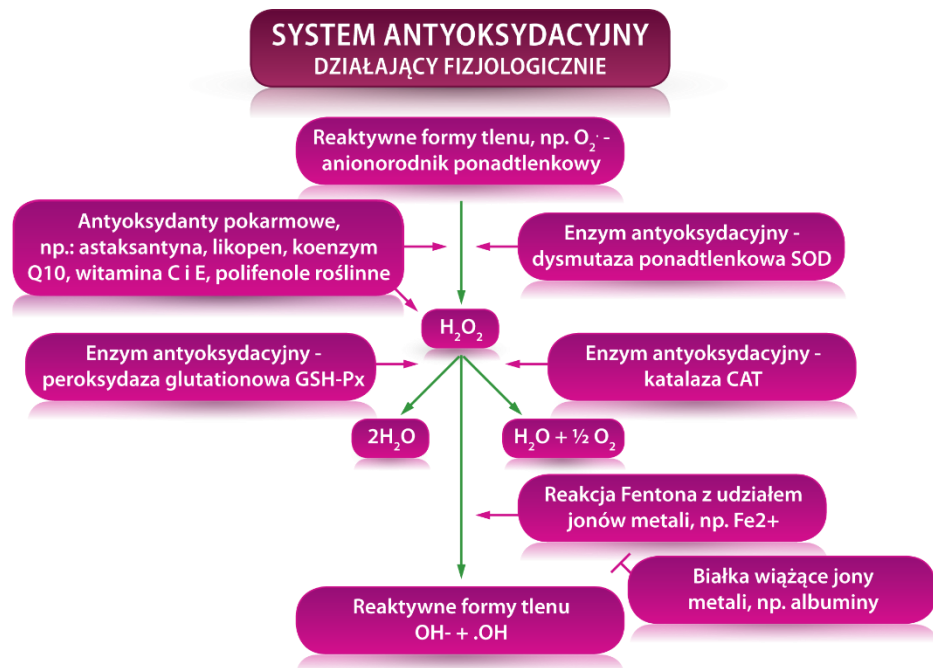 SYSTEM ANTYOKSYDACYJNY
DZIAŁAJĄCY FIZJOLOGICZNIE
Reaktywne formy tlenu, np. O₂˙-
anionorodnik ponadtlenkowy
Antyoksydanty pokarmowe,
np.: astaksantyna, likopen, koenzym
Q10, witamina C i E, polifenole roślinne
Enzym antyoksydacyjny -
dysmutaza ponadtlenkowa SOD
H₂O₂
Enzym antyoksydacyjny -
peroksydaza glutationowa GSH-Px
Enzym antyoksydacyjny -
katalaza CAT
2H₂O
H₂O + ½ O₂
Reakcja Fentona z udziałem
jonów metali, np. Fe2+
Białka wiążące jony
metali, np. albuminy
Reaktywne formy tlenu
OH- + .OH